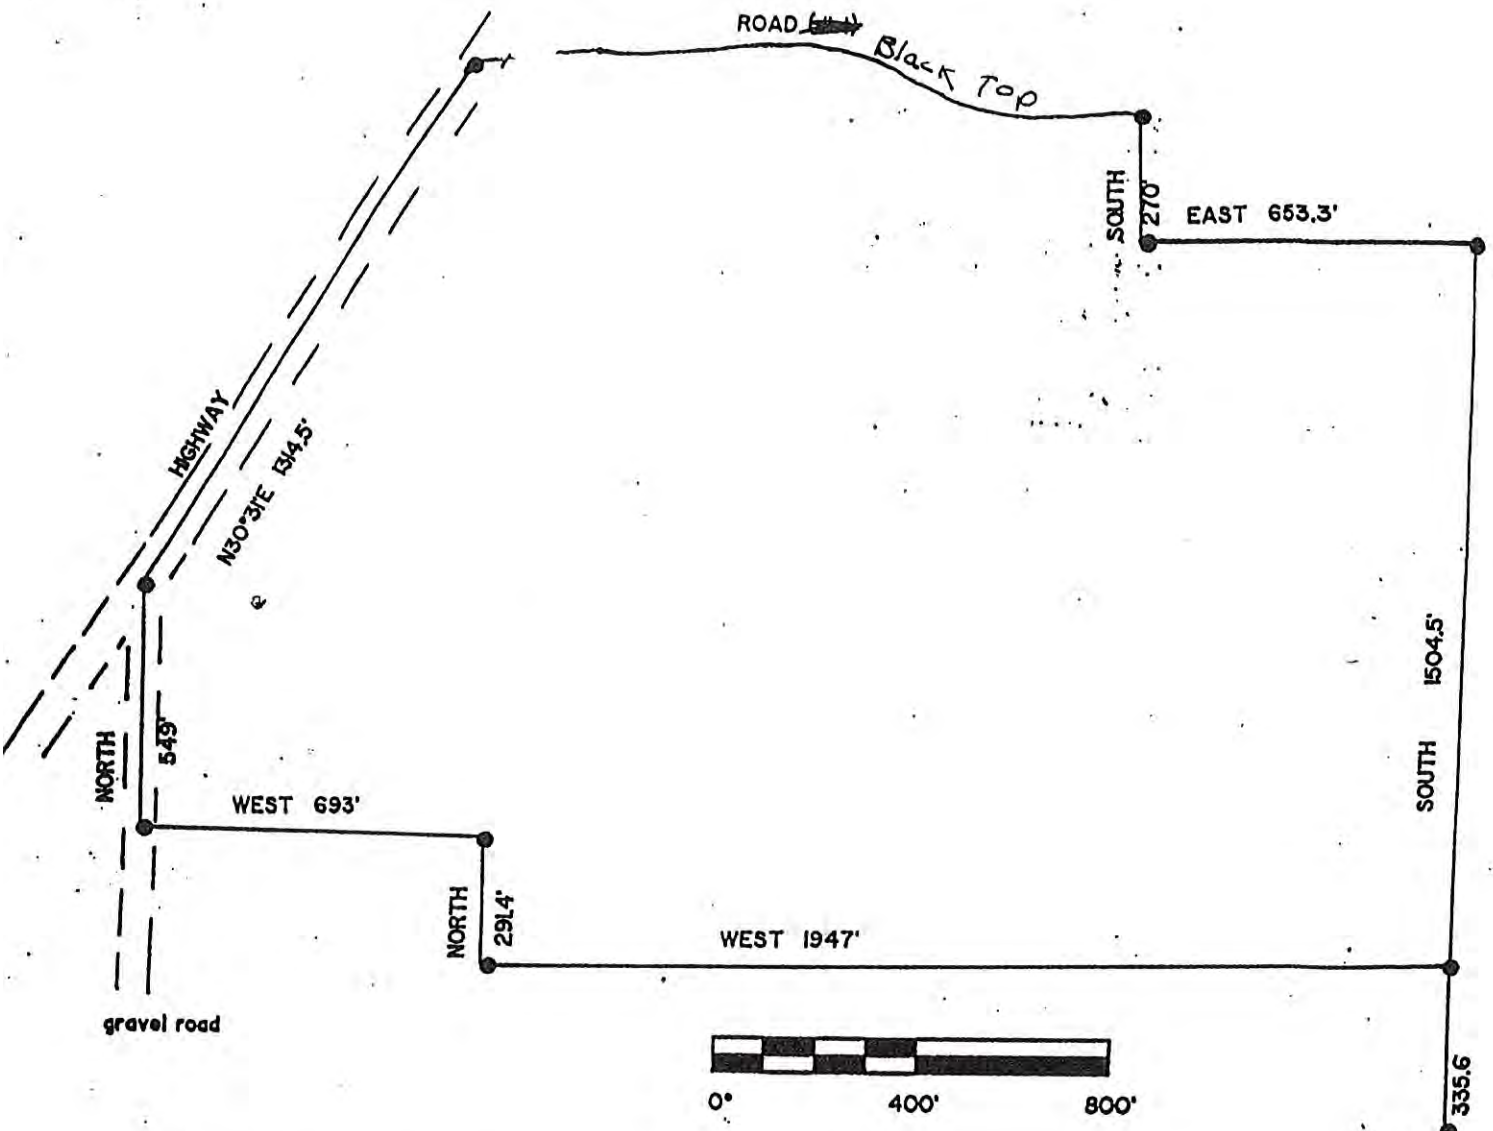 ROAD
Black Top
SOUTH 270'
EAST 653.3'
HIGHWAY
N30°31'E 1314.5'
SOUTH 1504.5'
NORTH 549'
WEST 693'
NORTH 291.4'
WEST 1947'
gravel road
0' 400' 800'
335.6